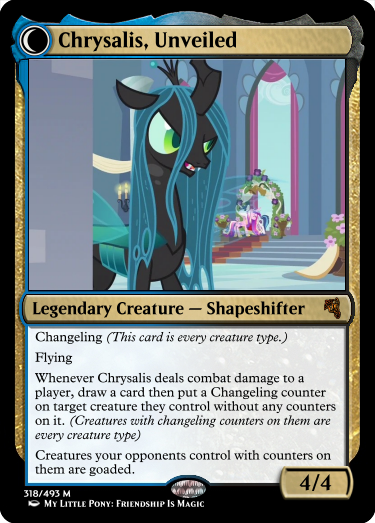 Chrysalis, Unveiled
Legendary Creature — Shapeshifter
Changeling (This card is every creature type.)
Flying
Whenever Chrysalis deals combat damage to a
player, draw a card then put a Changeling counter
on target creature they control without any counters
on it. (Creatures with changeling counters on them are
every creature type)
Creatures your opponents control with counters on
them are goaded.
4/4
318/493 M
My Little Pony: Friendship Is Magic